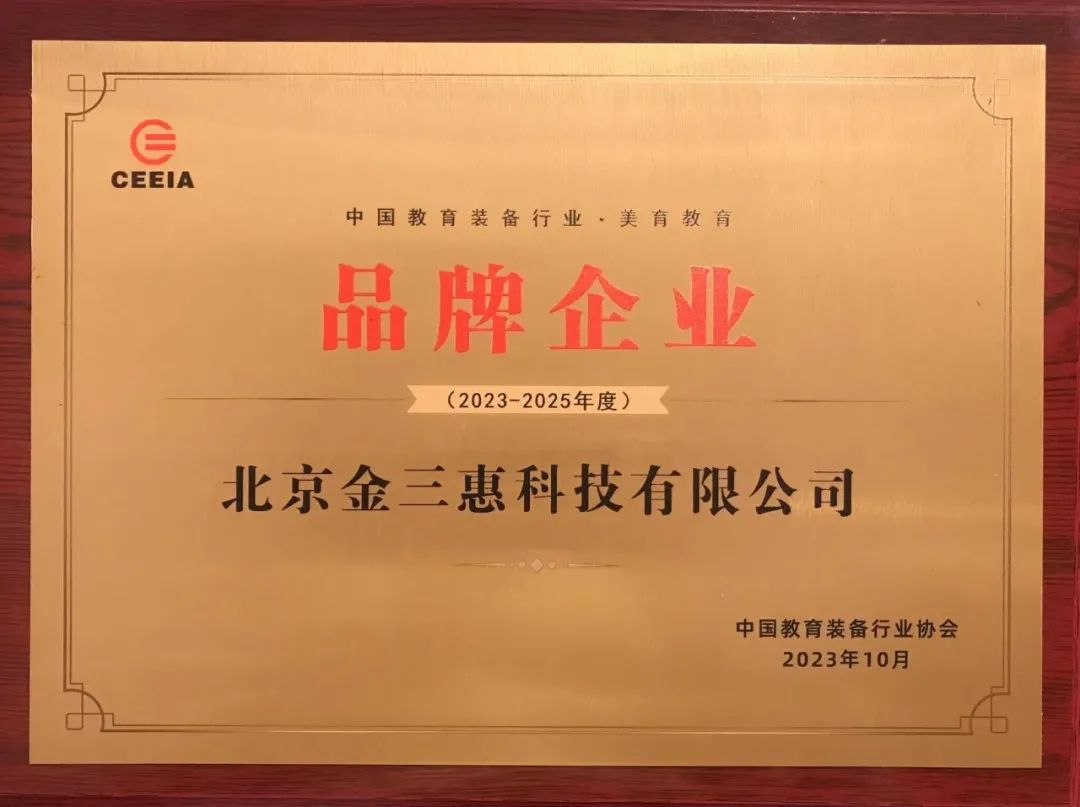 CEEIA
中国教育装备行业·美育教育
品牌企业
（2023-2025年度）
北京金三惠科技有限公司
中国教育装备行业协会
2023年10月